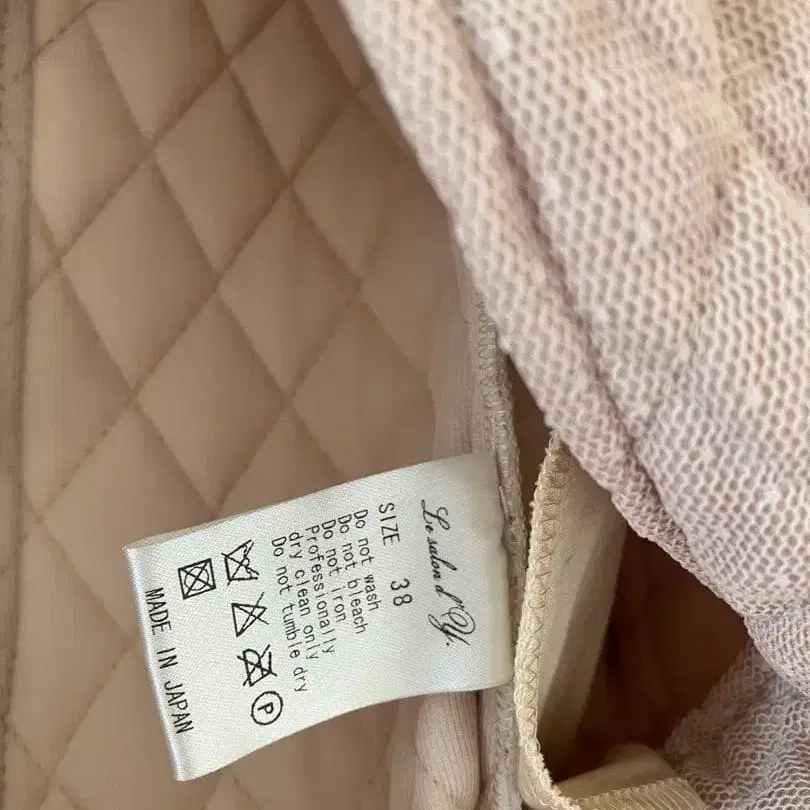 Le salon d'Y.
SIZE 38
Do not wash
Do not bleach
Do not iron
Professionally
dry clean only
Do not tumble dry
P
MADE IN JAPAN